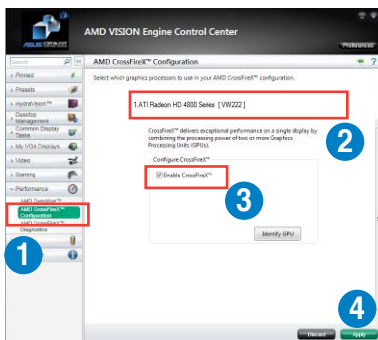 AMD VISION Engine Control Center
Preferences
Search
AMD CrossFireX™ Configuration
Pinned
Select which graphics processors to use in your AMD CrossFireX™ configuration.
Presets
HydraVision™
1.ATI Radeon HD 4800 Series [ VW222 ]
Desktop
Management
Common Display
Tasks
CrossFireX™ delivers exceptional performance on a single display by
combining the processing power of two or more Graphics
Processing Units (GPUs).
2
My VGA Displays
Video
Configure CrossFireX™
Gaming
Enable CrossFireX™
Performance
3
AMD Overdrive™
AMD CrossFireX™
Configuration
AMD CrossFireX™
Diagnostics
Identify GPU
1
4
Discard
Apply